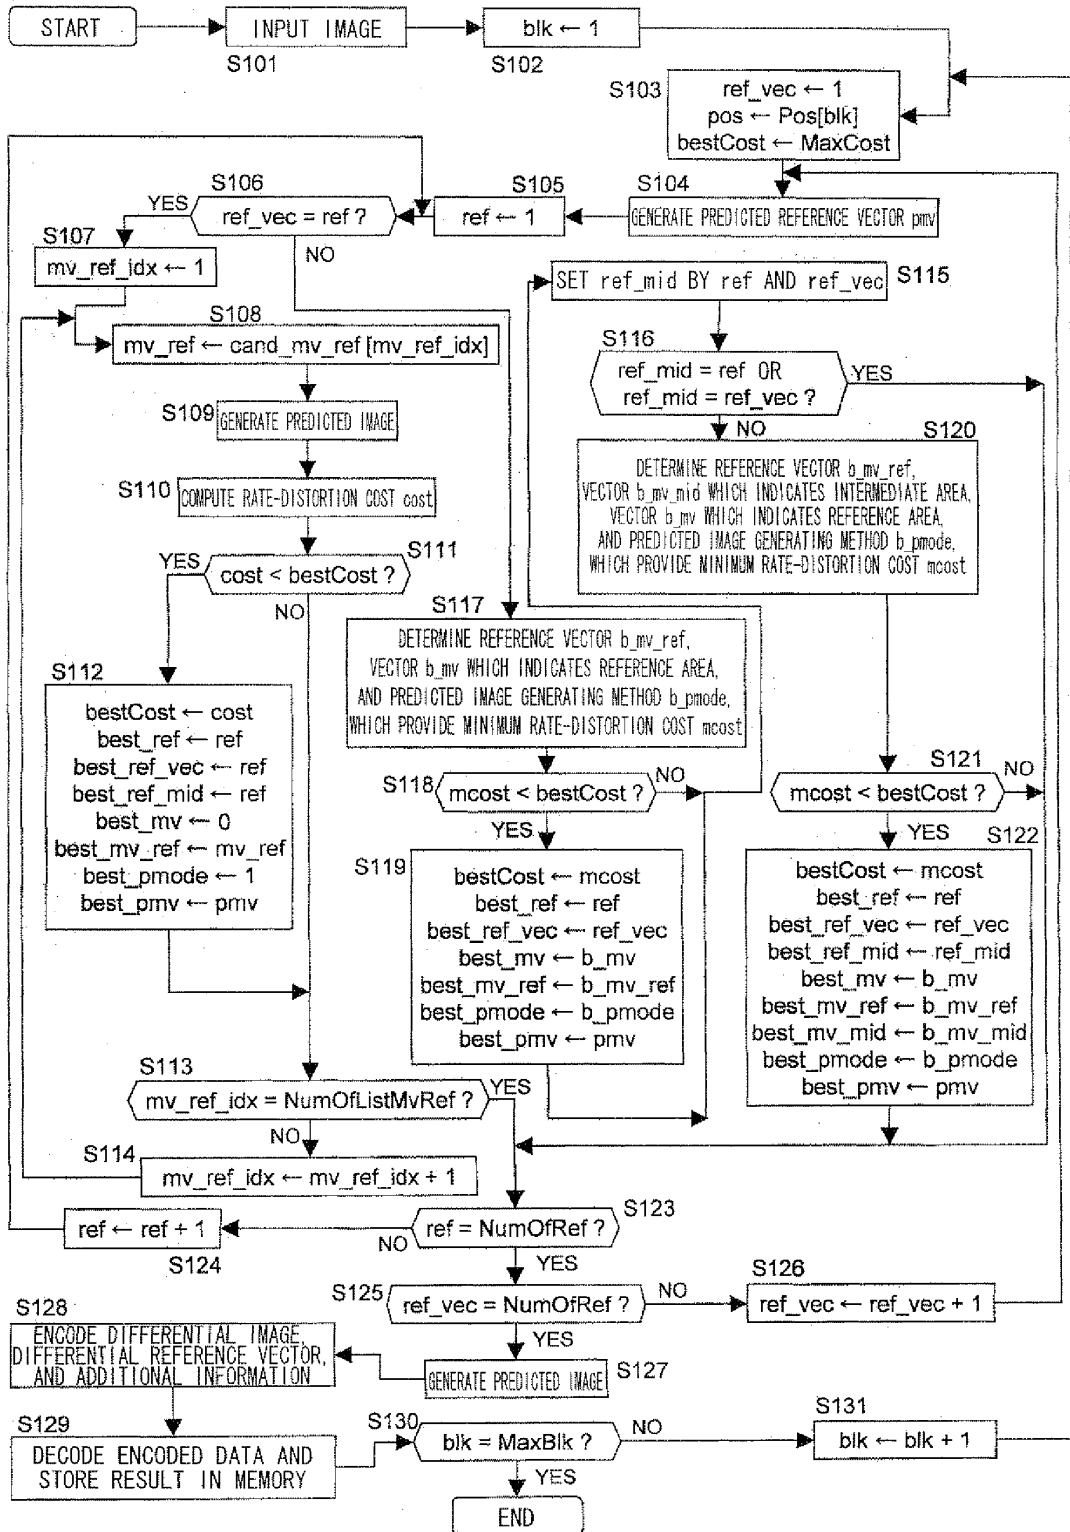 START
INPUT IMAGE
S101
blk ← 1
S102
S103
ref_vec ← 1
pos ← Pos[blk]
bestCost ← MaxCost
S104
GENERATE PREDICTED REFERENCE VECTOR pmv
S105
ref ← 1
S106
ref_vec = ref ?
YES
NO
S107
mv_ref_idx ← 1
S108
mv_ref ← cand_mv_ref [mv_ref_idx]
S109
GENERATE PREDICTED IMAGE
S110
COMPUTE RATE-DISTORTION COST cost
S111
cost < bestCost ?
YES
NO
S112
bestCost ← cost
best_ref ← ref
best_ref_vec ← ref
best_ref_mid ← ref
best_mv ← 0
best_mv_ref ← mv_ref
best_pmode ← 1
best_pmv ← pmv
S113
mv_ref_idx = NumOfListMvRef ?
YES
NO
S114
mv_ref_idx ← mv_ref_idx + 1
SET ref_mid BY ref AND ref_vec
S115
S116
ref_mid = ref OR
ref_mid = ref_vec ?
YES
NO
S117
DETERMINE REFERENCE VECTOR b_mv_ref,
VECTOR b_mv WHICH INDICATES REFERENCE AREA,
AND PREDICTED IMAGE GENERATING METHOD b_pmode,
WHICH PROVIDE MINIMUM RATE-DISTORTION COST mcost
S118
mcost < bestCost ?
NO
YES
S119
bestCost ← mcost
best_ref ← ref
best_ref_vec ← ref_vec
best_mv ← b_mv
best_mv_ref ← b_mv_ref
best_pmode ← b_pmode
best_pmv ← pmv
S120
DETERMINE REFERENCE VECTOR b_mv_ref,
VECTOR b_mv_mid WHICH INDICATES INTERMEDIATE AREA,
VECTOR b_mv WHICH INDICATES REFERENCE AREA,
AND PREDICTED IMAGE GENERATING METHOD b_pmode,
WHICH PROVIDE MINIMUM RATE-DISTORTION COST mcost
S121
mcost < bestCost ?
NO
YES
S122
bestCost ← mcost
best_ref ← ref
best_ref_vec ← ref_vec
best_ref_mid ← ref_mid
best_mv ← b_mv
best_mv_ref ← b_mv_ref
best_mv_mid ← b_mv_mid
best_pmode ← b_pmode
best_pmv ← pmv
S123
ref = NumOfRef ?
NO
YES
ref ← ref + 1
S124
S125
ref_vec = NumOfRef ?
NO
YES
S126
ref_vec ← ref_vec + 1
S127
GENERATE PREDICTED IMAGE
S128
ENCODE DIFFERENTIAL IMAGE,
DIFFERENTIAL REFERENCE VECTOR,
AND ADDITIONAL INFORMATION
S129
DECODE ENCODED DATA AND
STORE RESULT IN MEMORY
S130
blk = MaxBlk ?
NO
YES
S131
blk ← blk + 1
END